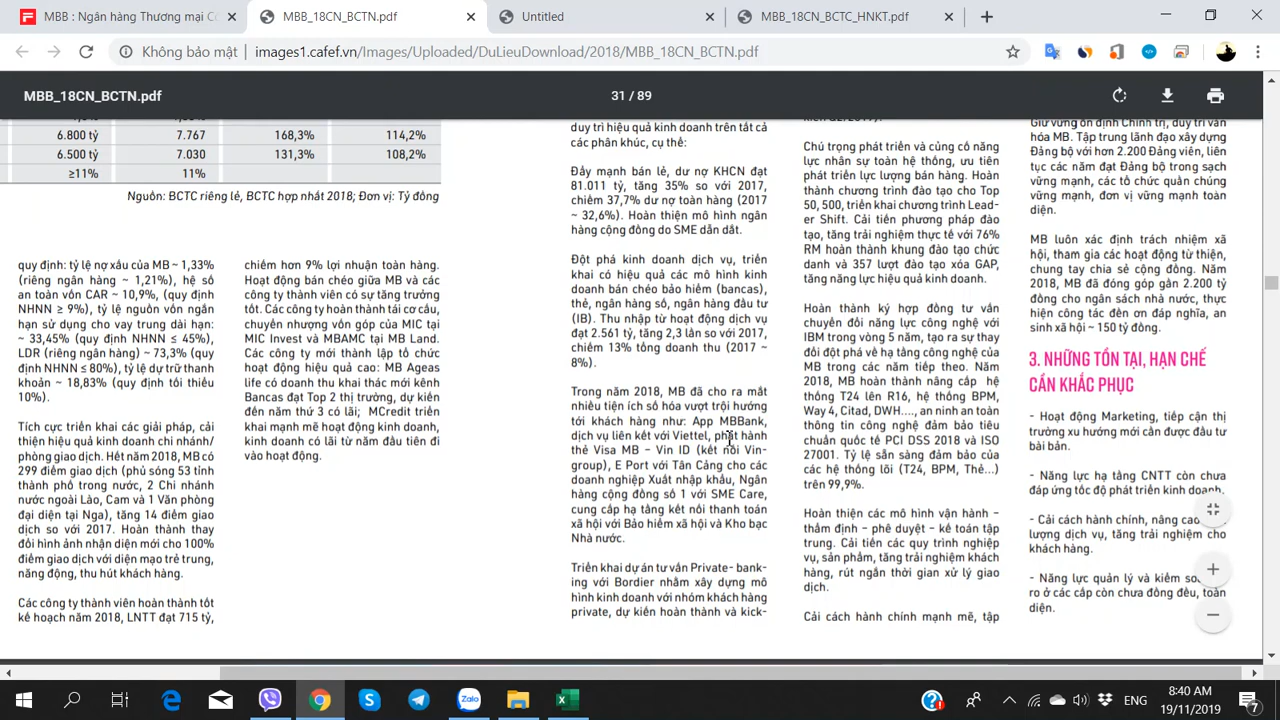 MBB : Ngân hàng Thương mại C
MBB_18CN_BCTN.pdf
Untitled
MBB_18CN_BCTC_HNKT.pdf
Không bảo mật
images1.cafef.vn/Images/Uploaded/DuLieuDownload/2018/MBB_18CN_BCTN.pdf
MBB_18CN_BCTN.pdf
31 / 89
6.800 tỷ 7.767 168,3% 114,2%
6.500 tỷ 7.030 131,3% 108,2%
≥11% 11%
Nguồn: BCTC riêng lẻ, BCTC hợp nhất 2018; Đơn vị: Tỷ đồng
quy định: tỷ lệ nợ xấu của MB ~ 1,33%
(riêng ngân hàng ~ 1,21%), hệ số
an toàn vốn CAR ~ 10,9%, (quy định
NHNN ≥ 9%), tỷ lệ nguồn vốn ngắn
hạn sử dụng cho vay trung dài hạn:
~ 33,45% (quy định NHNN ≤ 45%),
LDR (riêng ngân hàng) ~ 73,3% (quy
định NHNN ≤ 80%), tỷ lệ dự trữ thanh
khoản ~ 18,83% (quy định tối thiểu
10%).
Tích cực triển khai các giải pháp, cải
thiện hiệu quả kinh doanh chi nhánh/
phòng giao dịch. Hết năm 2018, MB có
299 điểm giao dịch (phủ sóng 53 tỉnh
thành phố trong nước, 2 Chi nhánh
nước ngoài Lào, Cam và 1 Văn phòng
đại diện tại Nga), tăng 14 điểm giao
dịch so với 2017. Hoàn thành thay
đổi hình ảnh nhận diện mới cho 100%
điểm giao dịch với diện mạo trẻ trung,
năng động, thu hút khách hàng.
Các công ty thành viên hoàn thành tốt
kế hoạch năm 2018, LNTT đạt 715 tỷ,
chiếm hơn 9% lợi nhuận toàn hàng.
Hoạt động bán chéo giữa MB và các
công ty thành viên có sự tăng trưởng
tốt. Các công ty hoàn thành tái cơ cấu,
chuyển nhượng vốn góp của MIC tại
MIC Invest và MBAMC tại MB Land.
Các công ty mới thành lập tổ chức
hoạt động hiệu quả cao: MB Ageas
life có doanh thu khai thác mới kênh
Bancas đạt Top 2 thị trường, dự kiến
đến năm thứ 3 có lãi; MCredit triển
khai mạnh mẽ hoạt động kinh doanh,
kinh doanh có lãi từ năm đầu tiên đi
vào hoạt động.
duy trì hiệu quả kinh doanh trên tất cả
các phân khúc, cụ thể:
Đẩy mạnh bán lẻ, dư nợ KHCN đạt
81.011 tỷ, tăng 35% so với 2017,
chiếm 37,7% dư nợ toàn hàng (2017
~ 32,6%). Hoàn thiện mô hình ngân
hàng cộng đồng do SME dẫn dắt.
Đột phá kinh doanh dịch vụ, triển
khai có hiệu quả các mô hình kinh
doanh bán chéo bảo hiểm (bancas),
thẻ, ngân hàng số, ngân hàng đầu tư
(IB). Thu nhập từ hoạt động dịch vụ
đạt 2.561 tỷ, tăng 2,3 lần so với 2017,
chiếm 13% tổng doanh thu (2017 ~
8%).
Trong năm 2018, MB đã cho ra mắt
nhiều tiện ích số hóa vượt trội hướng
tới khách hàng như: App MBBank,
dịch vụ liên kết với Viettel, phát hành
thẻ Visa MB – Vin ID (kết nối Vin-
group), E Port với Tân Cảng cho các
doanh nghiệp Xuất nhập khẩu, Ngân
hàng cộng đồng số 1 với SME Care,
cung cấp hạ tầng kết nối thanh toán
xã hội với Bảo hiểm xã hội và Kho bạc
Nhà nước.
Triển khai dự án tư vấn Private- bank-
ing với Bordier nhằm xây dựng mô
hình kinh doanh với nhóm khách hàng
private, dự kiến hoàn thành và kick-
Chú trọng phát triển và củng cố năng
lực nhân sự toàn hệ thống, ưu tiên
phát triển lực lượng bán hàng. Hoàn
thành chương trình đào tạo cho Top
50, 500, triển khai chương trình Lead-
er Shift. Cải tiến phương pháp đào
tạo, tăng trải nghiệm thực tế với 76%
RM hoàn thành khung đào tạo chức
danh và 357 lượt đào tạo xóa GAP,
tăng năng lực hiệu quả kinh doanh.
Hoàn thành ký hợp đồng tư vấn
chuyển đổi năng lực công nghệ với
IBM trong vòng 5 năm, tạo ra sự thay
đổi đột phá về hạ tầng công nghệ của
MB trong các năm tiếp theo. Năm
2018, MB hoàn thành nâng cấp hệ
thống T24 lên R16, hệ thống BPM,
Way 4, Citad, DWH...., an ninh an toàn
thông tin công nghệ đảm bảo tiêu
chuẩn quốc tế PCI DSS 2018 và ISO
27001. Tỷ lệ sẵn sàng đảm bảo của
các hệ thống lõi (T24, BPM, Thẻ...)
trên 99,9%.
Hoàn thiện các mô hình vận hành –
thẩm định – phê duyệt – kế toán tập
trung. Cải tiến các quy trình nghiệp
vụ, sản phẩm, tăng trải nghiệm khách
hàng, rút ngắn thời gian xử lý giao
dịch.
Cải cách hành chính mạnh mẽ, tập
Giữ vững ổn định Chính trị, duy trì văn
hóa MB. Tập trung lãnh đạo xây dựng
Đảng bộ với hơn 2.200 Đảng viên, liên
tục các năm đạt Đảng bộ trong sạch
vững mạnh, các tổ chức quần chúng
vững mạnh, đơn vị vững mạnh toàn
diện.
MB luôn xác định trách nhiệm xã
hội, tham gia các hoạt động từ thiện,
chung tay chia sẻ cộng đồng. Năm
2018, MB đã đóng góp gần 2.200 tỷ
đồng cho ngân sách nhà nước, thực
hiện công tác đền ơn đáp nghĩa, an
sinh xã hội ~ 150 tỷ đồng.
3. NHỮNG TỒN TẠI, HẠN CHẾ
CẦN KHẮC PHỤC
- Hoạt động Marketing, tiếp cận thị
trường xu hướng mới cần được đầu tư
bài bản.
- Năng lực hạ tầng CNTT còn chưa
đáp ứng tốc độ phát triển kinh doanh.
- Cải cách hành chính, nâng cao
lượng dịch vụ, tăng trải nghiệm cho
khách hàng.
- Năng lực quản lý và kiểm so
ro ở các cấp còn chưa đồng đều, toàn
diện.
ENG
8:40 AM
19/11/2019
7